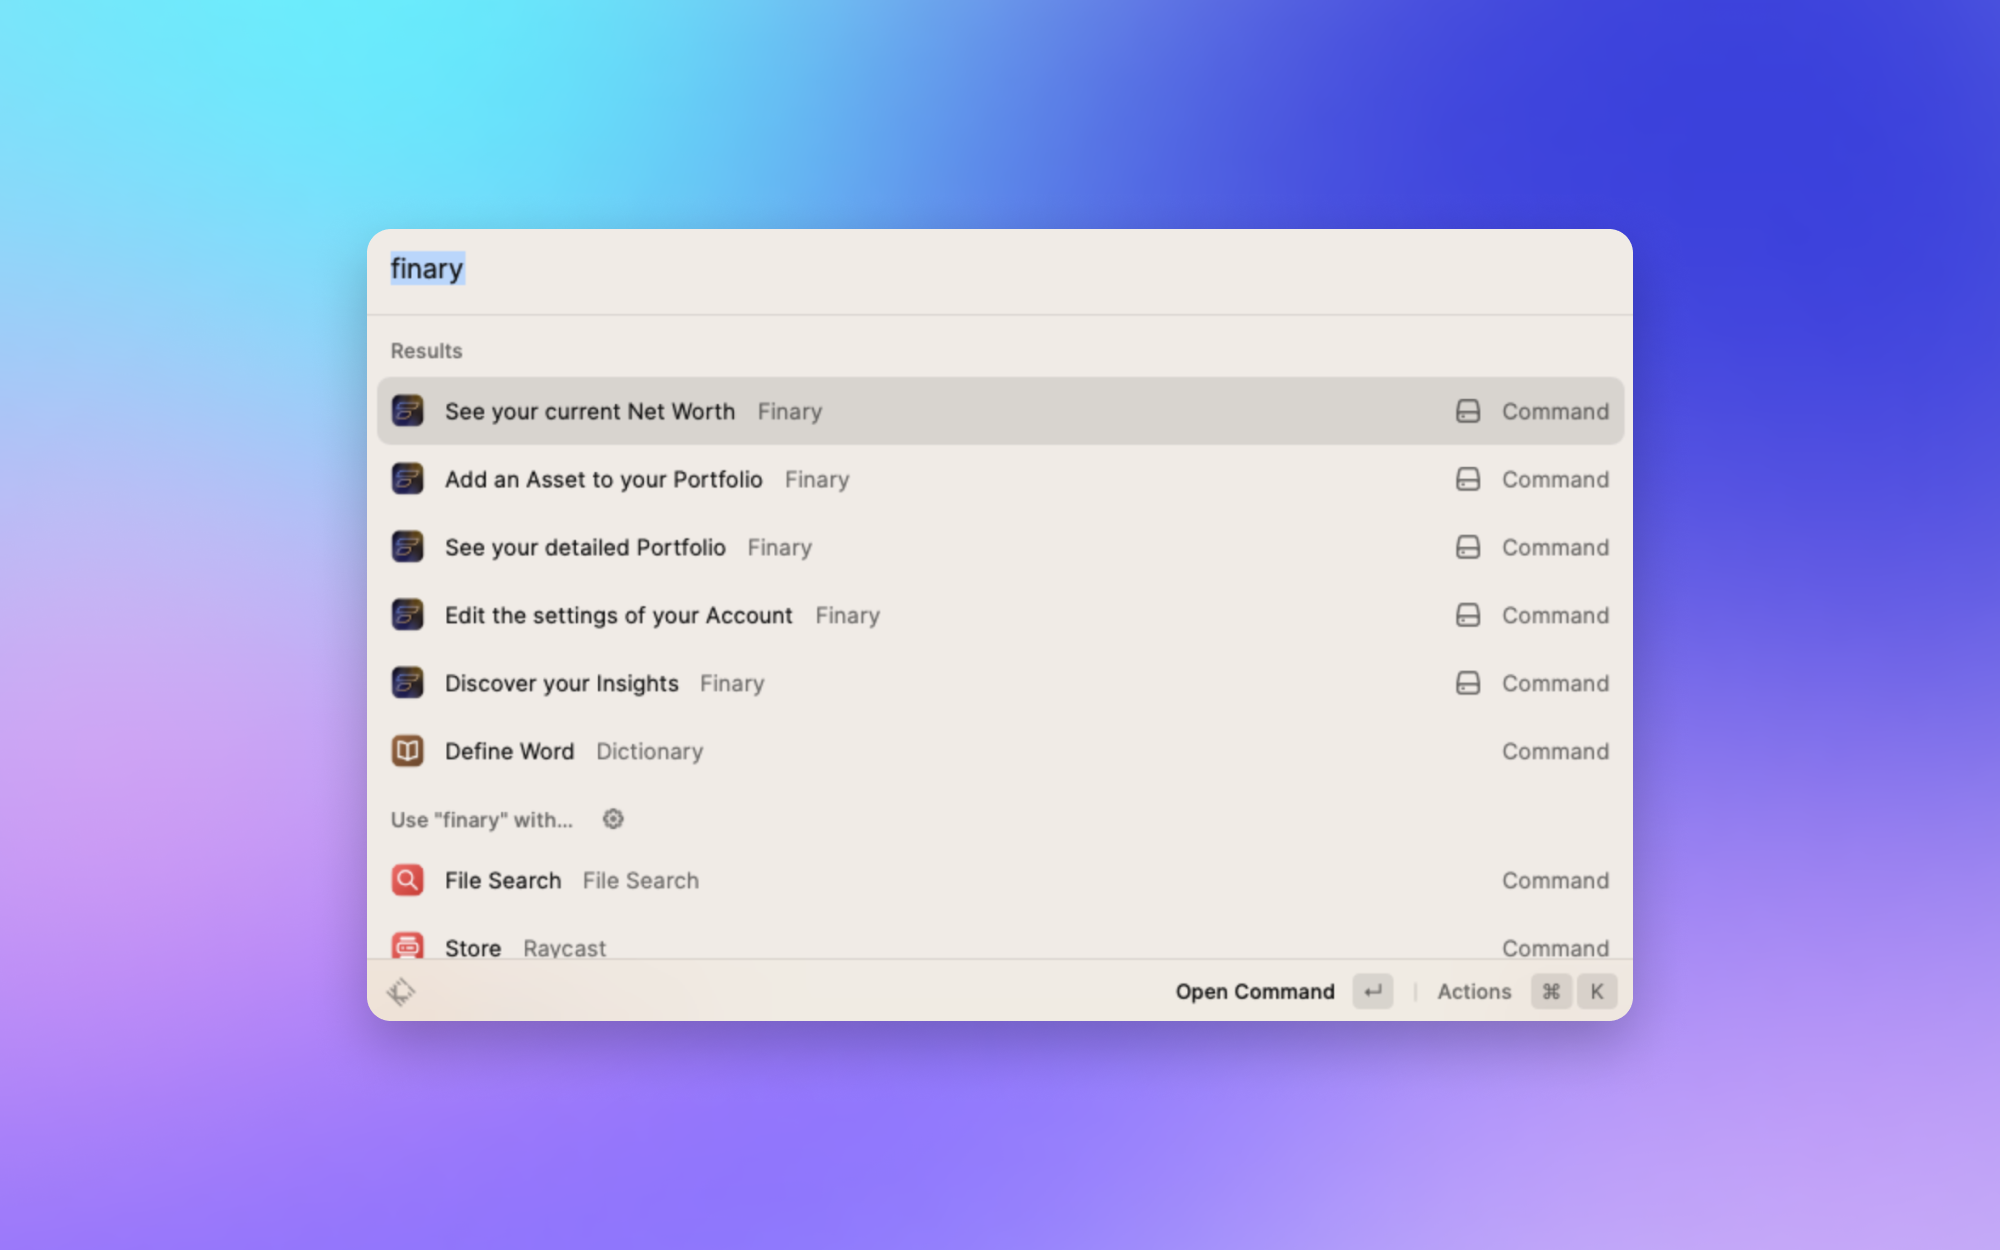 finary
Results
See your current Net Worth Finary Command
Add an Asset to your Portfolio Finary Command
See your detailed Portfolio Finary Command
Edit the settings of your Account Finary Command
Discover your Insights Finary Command
Define Word Dictionary Command
Use "finary" with...
File Search File Search Command
Store Raycast Command
Open Command ↵ | Actions ⌘ K